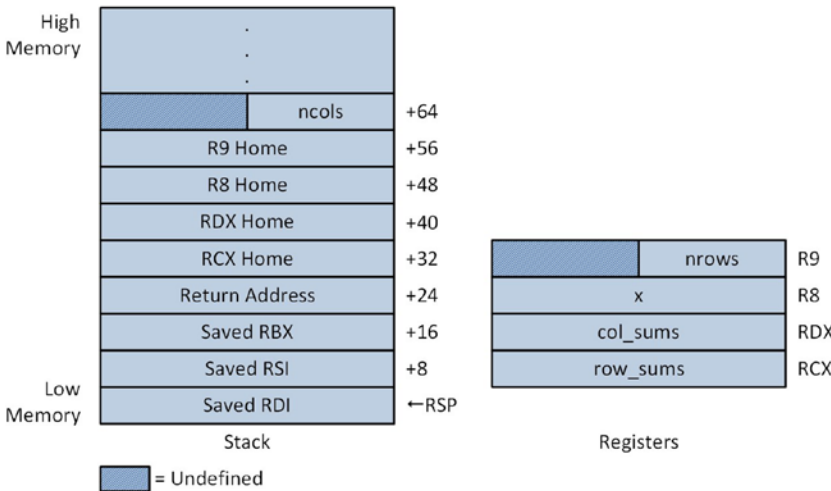 High
Memory
.
.
.
ncols +64
R9 Home +56
R8 Home +48
RDX Home +40
RCX Home +32 nrows R9
Return Address +24 x R8
Saved RBX +16 col_sums RDX
Saved RSI +8 row_sums RCX
Low
Memory
Saved RDI ←RSP
Stack Registers
= Undefined